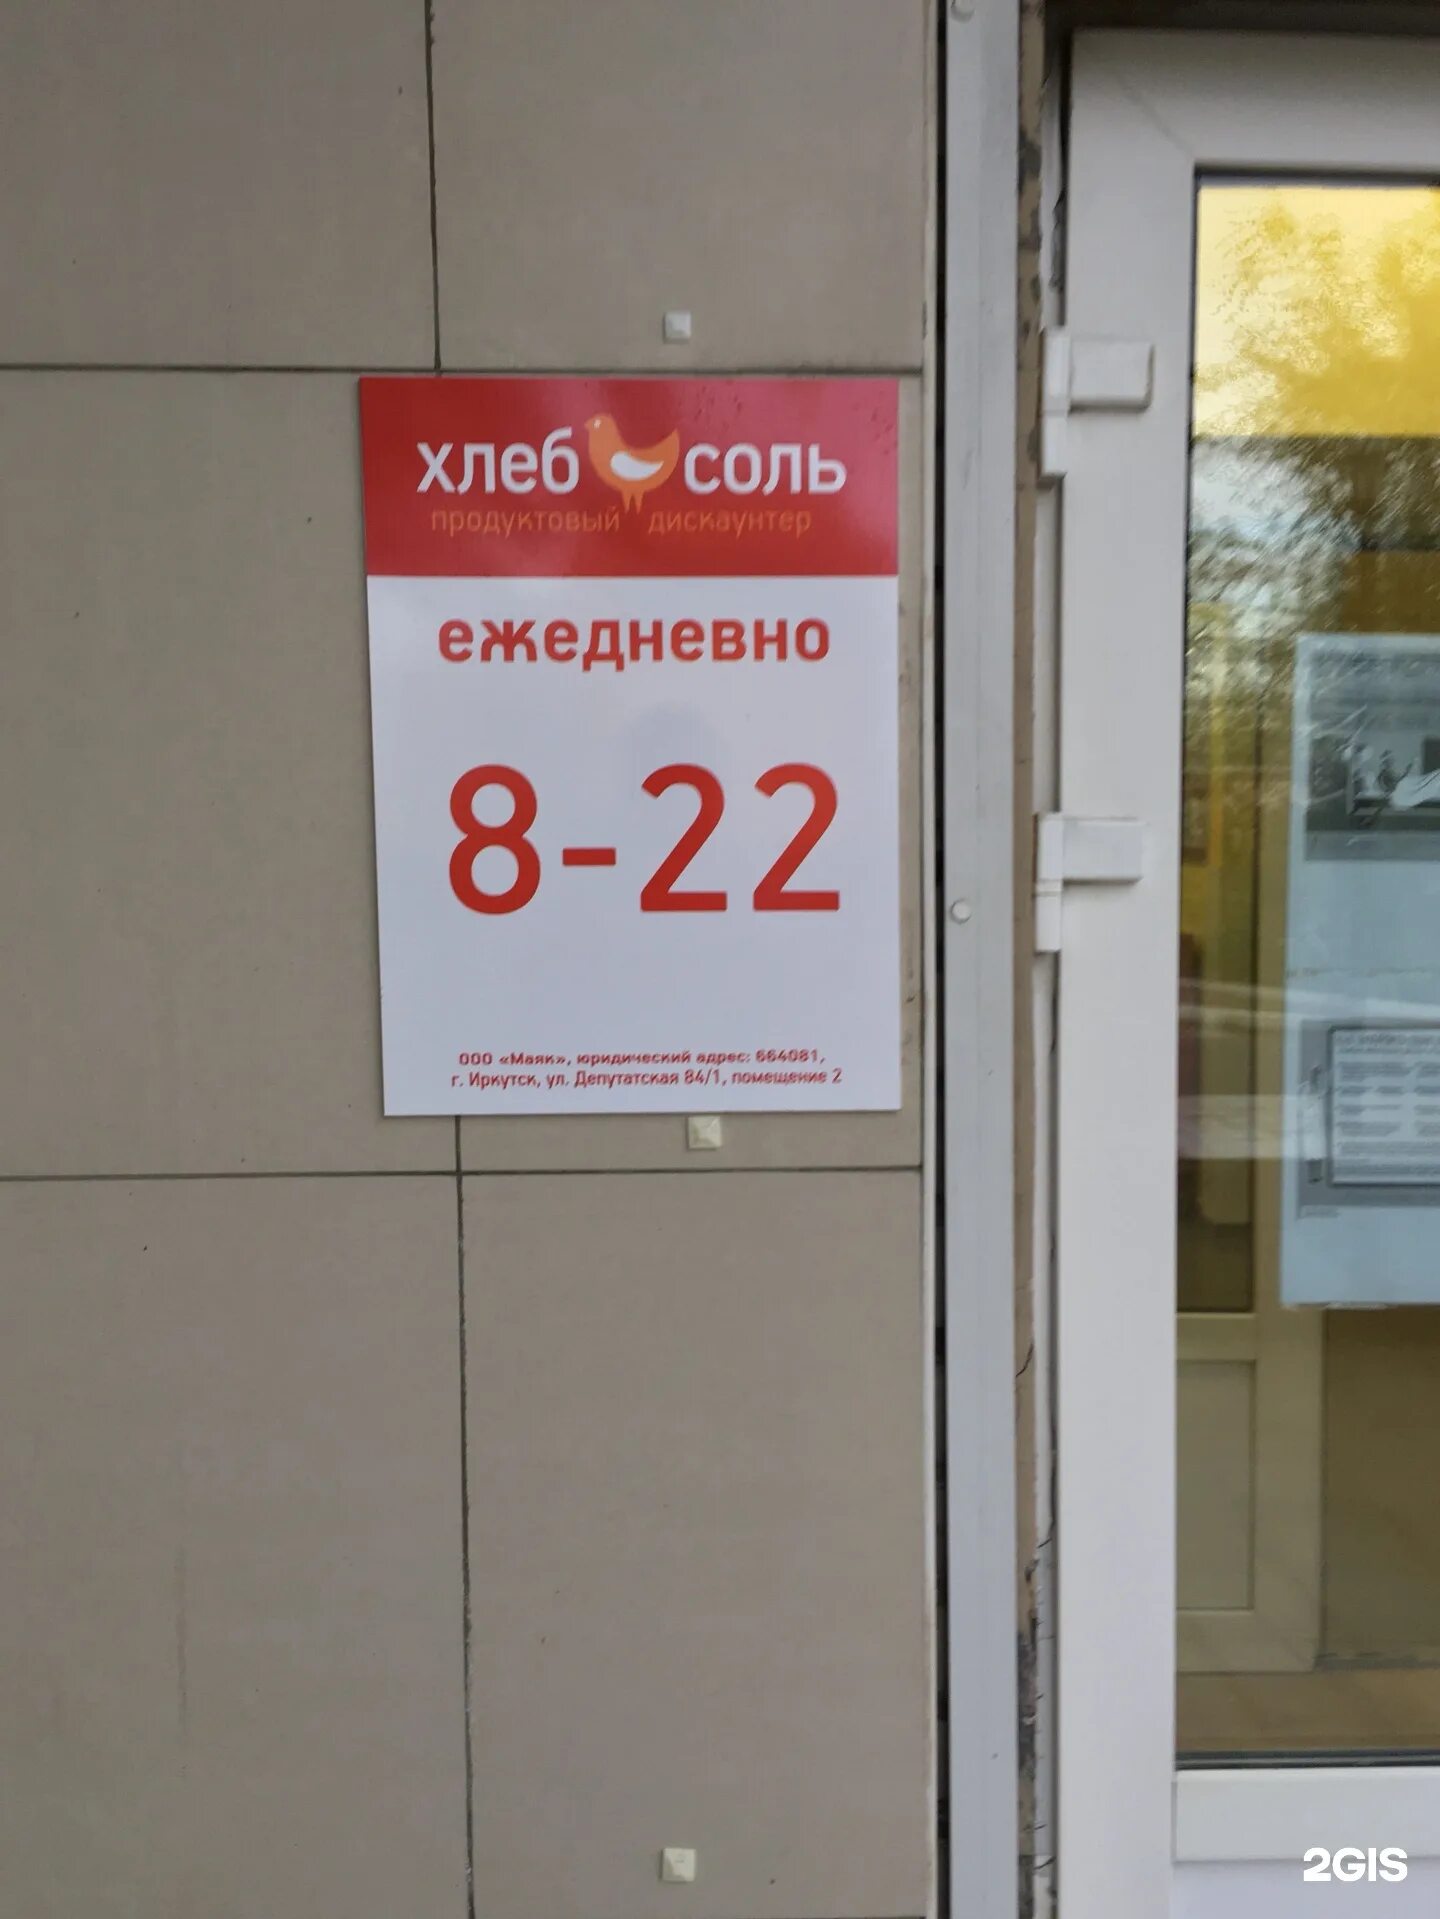 хлеб соль
продуктовый дискаунтер
ежедневно
8-22
ООО «Маяк», юридический адрес: 664081,
г. Иркутск, ул. Депутатская 84/1, помещение 2
2GIS